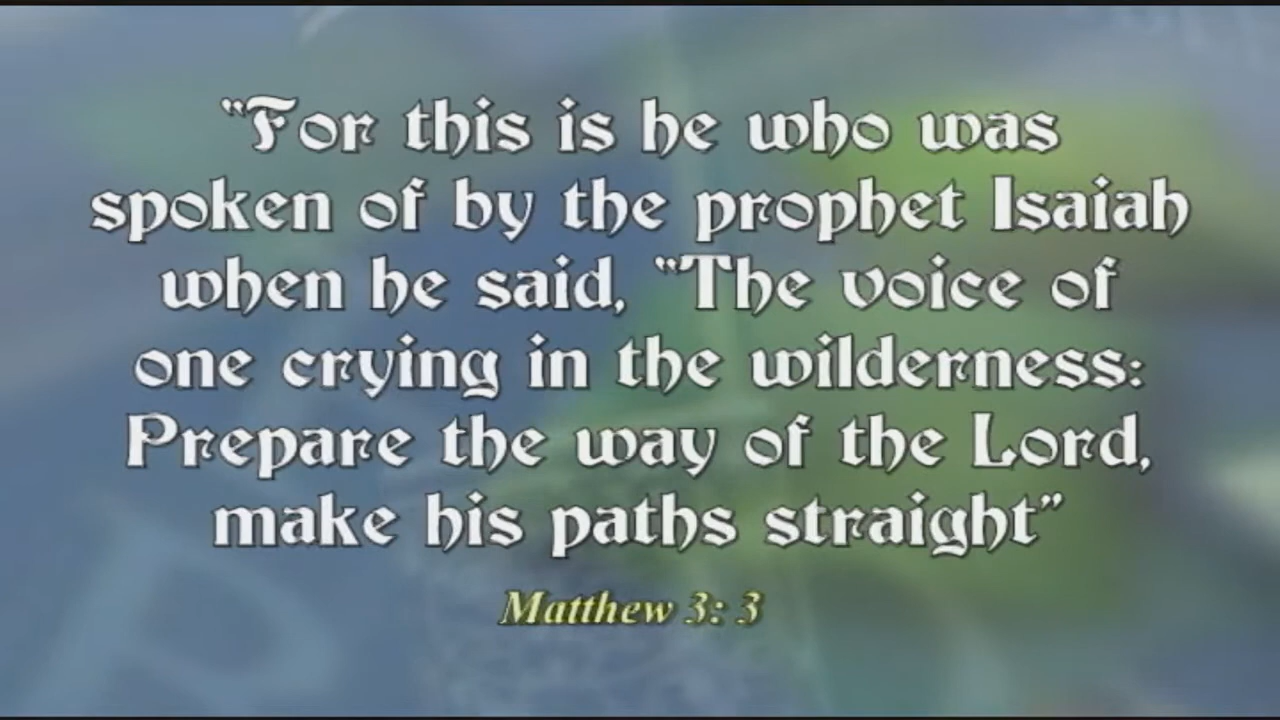 "For this is he who was
spoken of by the prophet Isaiah
when he said, "The voice of
one crying in the wilderness:
Prepare the way of the Lord,
make his paths straight”
Matthew 3: 3